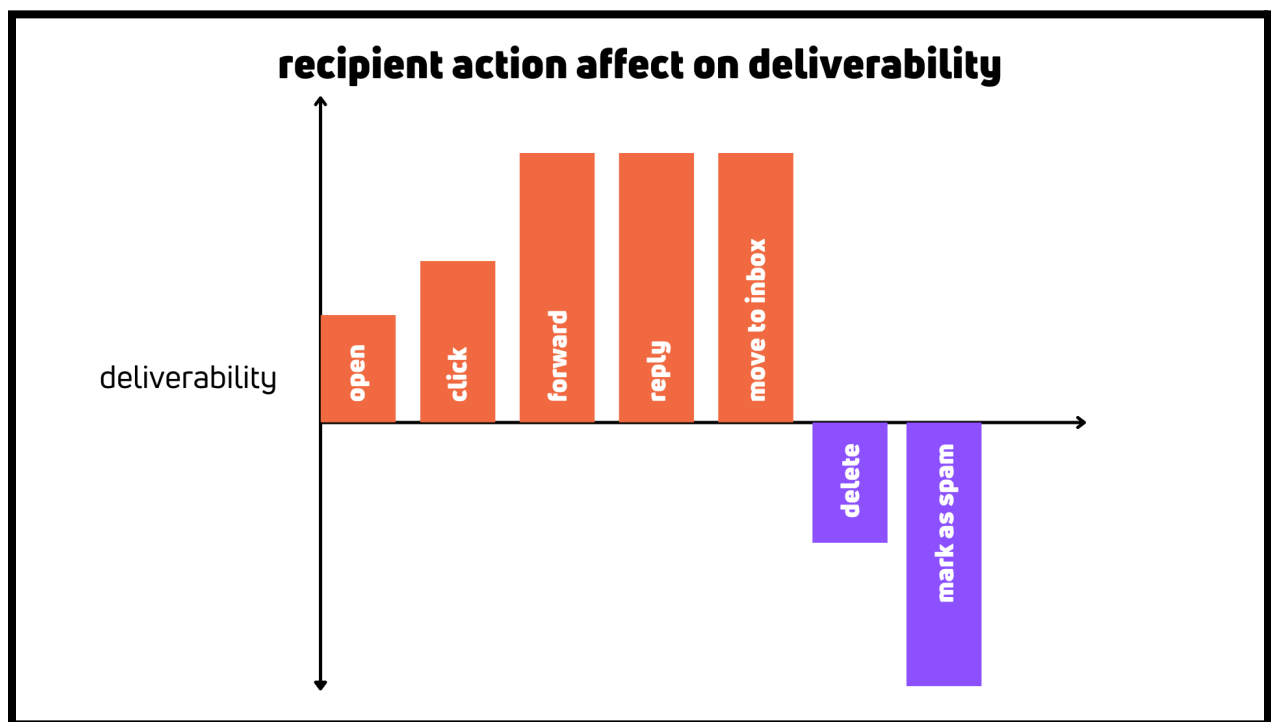 recipient action affect on deliverability
deliverability
open
click
forward
reply
move to inbox
delete
mark as spam